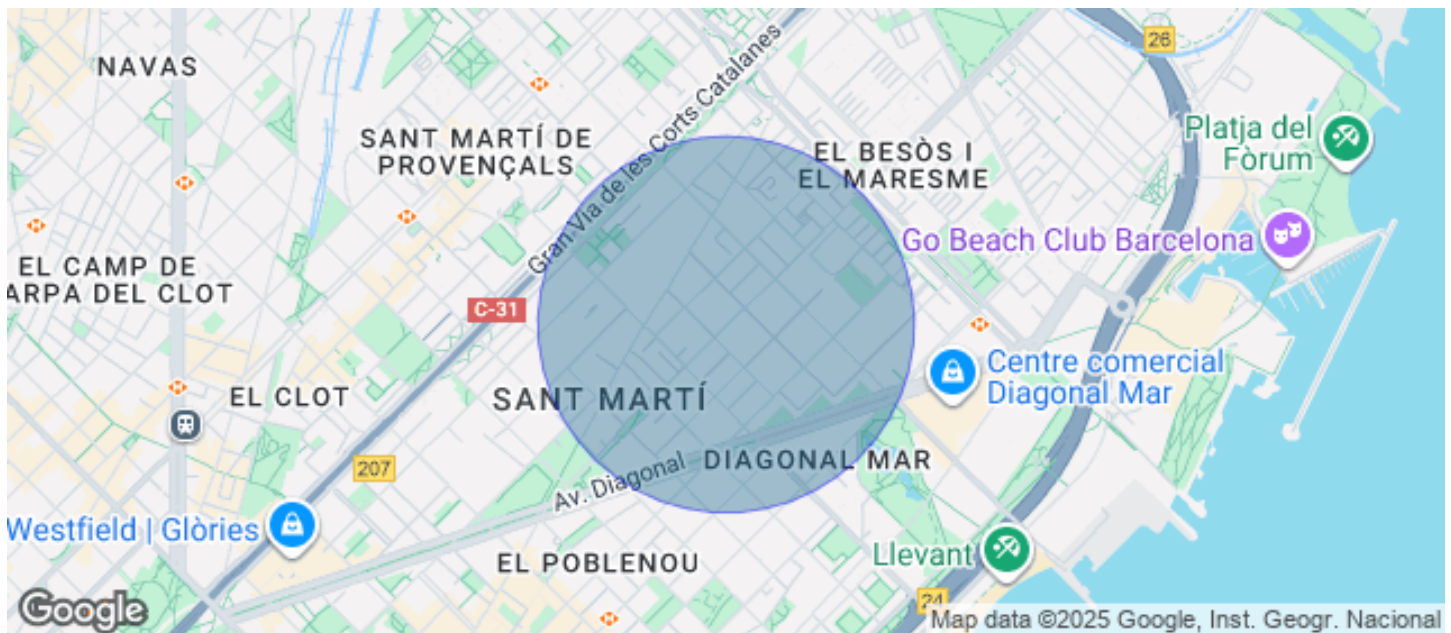 NAVAS
26
SANT MARTÍ DE
PROVENÇALS
Gran Via de les Corts Catalanes
EL BESÒS I
EL MARESME
Platja del
Fòrum
Go Beach Club Barcelona
EL CAMP DE
ARPA DEL CLOT
C-31
Centre comercial
Diagonal Mar
EL CLOT
SANT MARTÍ
207
Av. Diagonal
DIAGONAL MAR
Westfield | Glòries
EL POBLENOU
Llevant
24
Google
Map data ©2025 Google, Inst. Geogr. Nacional